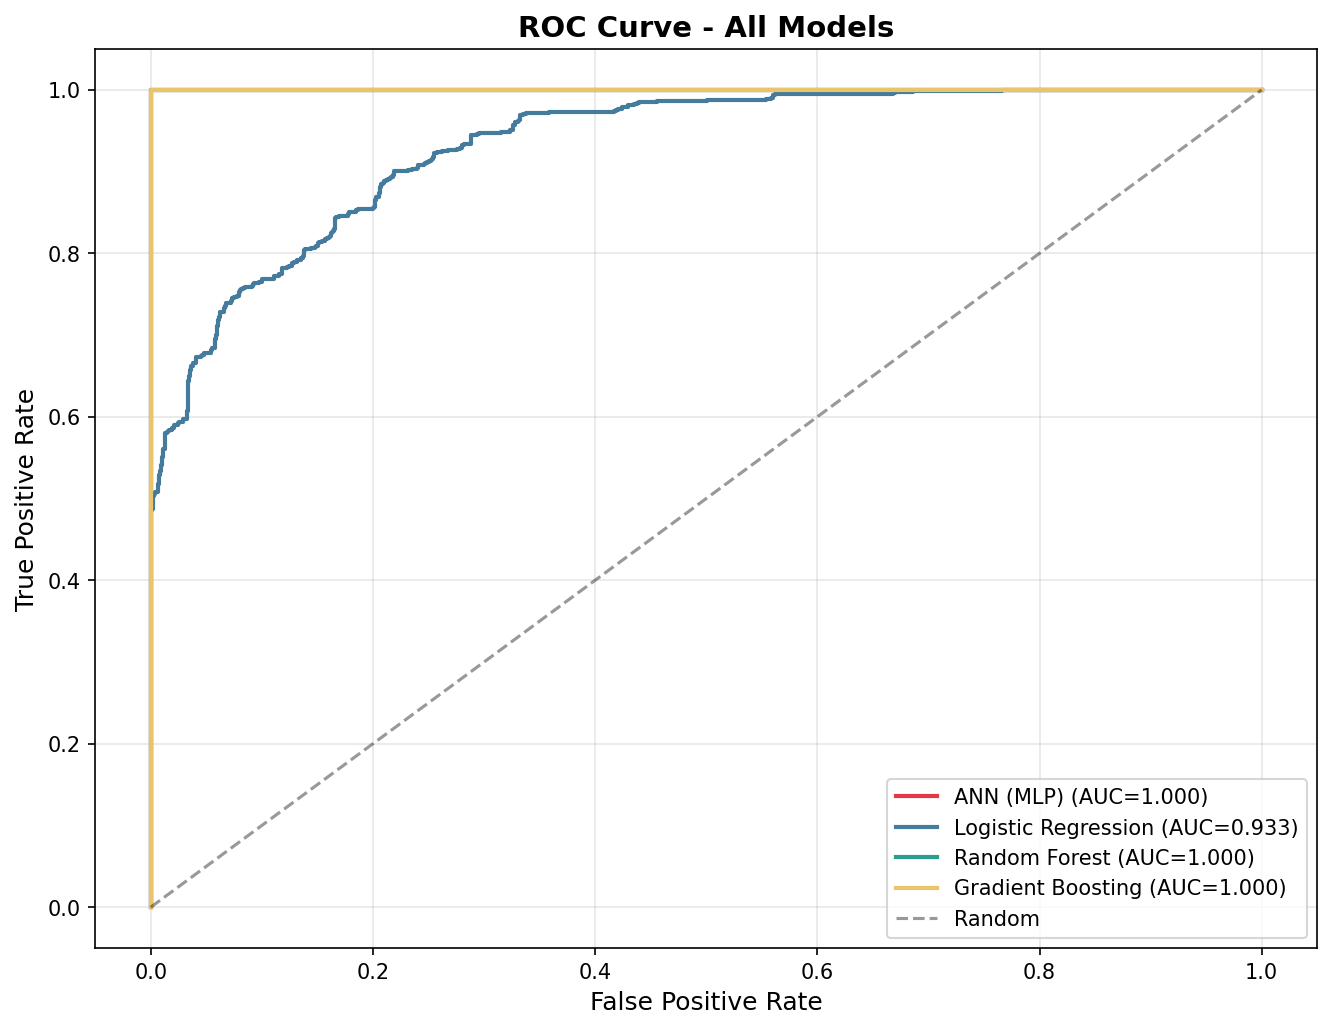 ROC Curve - All Models
1.0
0.8
0.6
0.4
0.2
0.0
True Positive Rate
ANN (MLP) (AUC=1.000)
Logistic Regression (AUC=0.933)
Random Forest (AUC=1.000)
Gradient Boosting (AUC=1.000)
Random
0.0 0.2 0.4 0.6 0.8 1.0
False Positive Rate